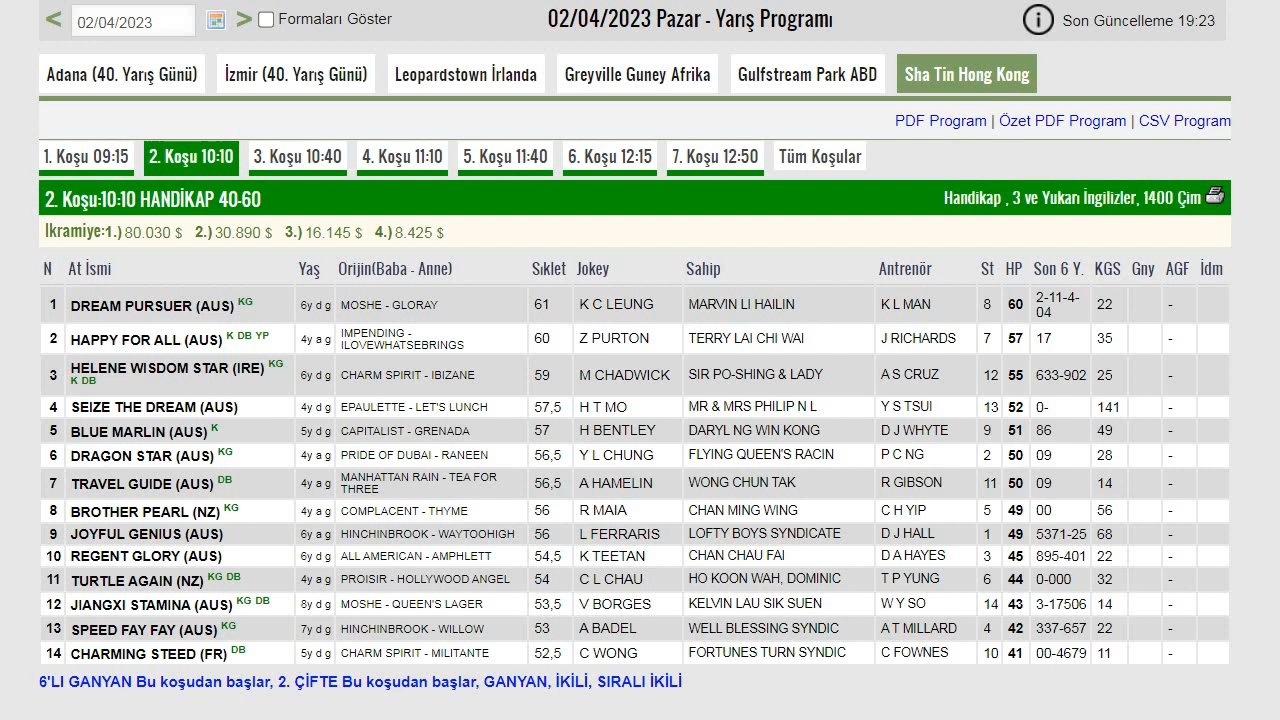 < 02/04/2023 > Formaları Göster 02/04/2023 Pazar - Yarış Programı Son Güncelleme 19:23
Adana (40. Yarış Günü) İzmir (40. Yarış Günü) Leopardstown İrlanda Greyville Guney Afrika Gulfstream Park ABD Sha Tin Hong Kong
PDF Program | Özet PDF Program | CSV Program
1. Koşu 09:15 2. Koşu 10:10 3. Koşu 10:40 4. Koşu 11:10 5. Koşu 11:40 6. Koşu 12:15 7. Koşu 12:50 Tüm Koşular
2. Koşu:10:10 HANDİKAP 40-60 Handikap , 3 ve Yukarı İngilizler, 1400 Çim
Ikramiye:1.) 80.030 $ 2.) 30.890 $ 3.) 16.145 $ 4.) 8.425 $
N At İsmi Yaş Orijin(Baba - Anne) Sıklet Jokey Sahip Antrenör St HP Son 6 Y. KGS Gny AGF İdm
1 DREAM PURSUER (AUS) KG 6y d g MOSHE - GLORAY 61 K C LEUNG MARVIN LI HAILIN K L MAN 8 60 2-11-4-04 22 -
2 HAPPY FOR ALL (AUS) K DB YP 4y a g IMPENDING - ILOVEWHATSEBRINGS 60 Z PURTON TERRY LAI CHI WAI J RICHARDS 7 57 17 35 -
3 HELENE WISDOM STAR (IRE) KG K DB 6y d g CHARM SPIRIT - IBIZANE 59 M CHADWICK SIR PO-SHING & LADY A S CRUZ 12 55 633-902 25 -
4 SEIZE THE DREAM (AUS) 4y d g EPAULETTE - LET'S LUNCH 57,5 H T MO MR & MRS PHILIP N L Y S TSUI 13 52 0- 141 -
5 BLUE MARLIN (AUS) K 5y d g CAPITALIST - GRENADA 57 H BENTLEY DARYL NG WIN KONG D J WHYTE 9 51 86 49 -
6 DRAGON STAR (AUS) KG 4y a g PRIDE OF DUBAI - RANEEN 56,5 Y L CHUNG FLYING QUEEN'S RACIN P C NG 2 50 09 28 -
7 TRAVEL GUIDE (AUS) DB 4y a g MANHATTAN RAIN - TEA FOR THREE 56,5 A HAMELIN WONG CHUN TAK R GIBSON 11 50 09 14 -
8 BROTHER PEARL (NZ) KG 4y a g COMPLACENT - THYME 56 R MAIA CHAN MING WING C H YIP 5 49 00 56 -
9 JOYFUL GENIUS (AUS) 6y a g HINCHINBROOK - WAYTOOHIGH 56 L FERRARIS LOFTY BOYS SYNDICATE D J HALL 1 49 5371-25 68 -
10 REGENT GLORY (AUS) 6y d g ALL AMERICAN - AMPHLETT 54,5 K TEETAN CHAN CHAU FAI D A HAYES 3 45 895-401 22 -
11 TURTLE AGAIN (NZ) KG DB 4y a g PROISIR - HOLLYWOOD ANGEL 54 C L CHAU HO KOON WAH, DOMINIC T P YUNG 6 44 0-000 32 -
12 JIANGXI STAMINA (AUS) KG DB 8y d g MOSHE - QUEEN'S LAGER 53,5 V BORGES KELVIN LAU SIK SUEN W Y SO 14 43 3-17506 14 -
13 SPEED FAY FAY (AUS) KG 7y d g HINCHINBROOK - WILLOW 53 A BADEL WELL BLESSING SYNDIC A T MILLARD 4 42 337-657 22 -
14 CHARMING STEED (FR) DB 5y d g CHARM SPIRIT - MILITANTE 52,5 C WONG FORTUNES TURN SYNDIC C FOWNES 10 41 00-4679 11 -
6'LI GANYAN Bu koşudan başlar, 2. ÇİFTE Bu koşudan başlar, GANYAN, İKİLİ, SIRALI İKİLİ